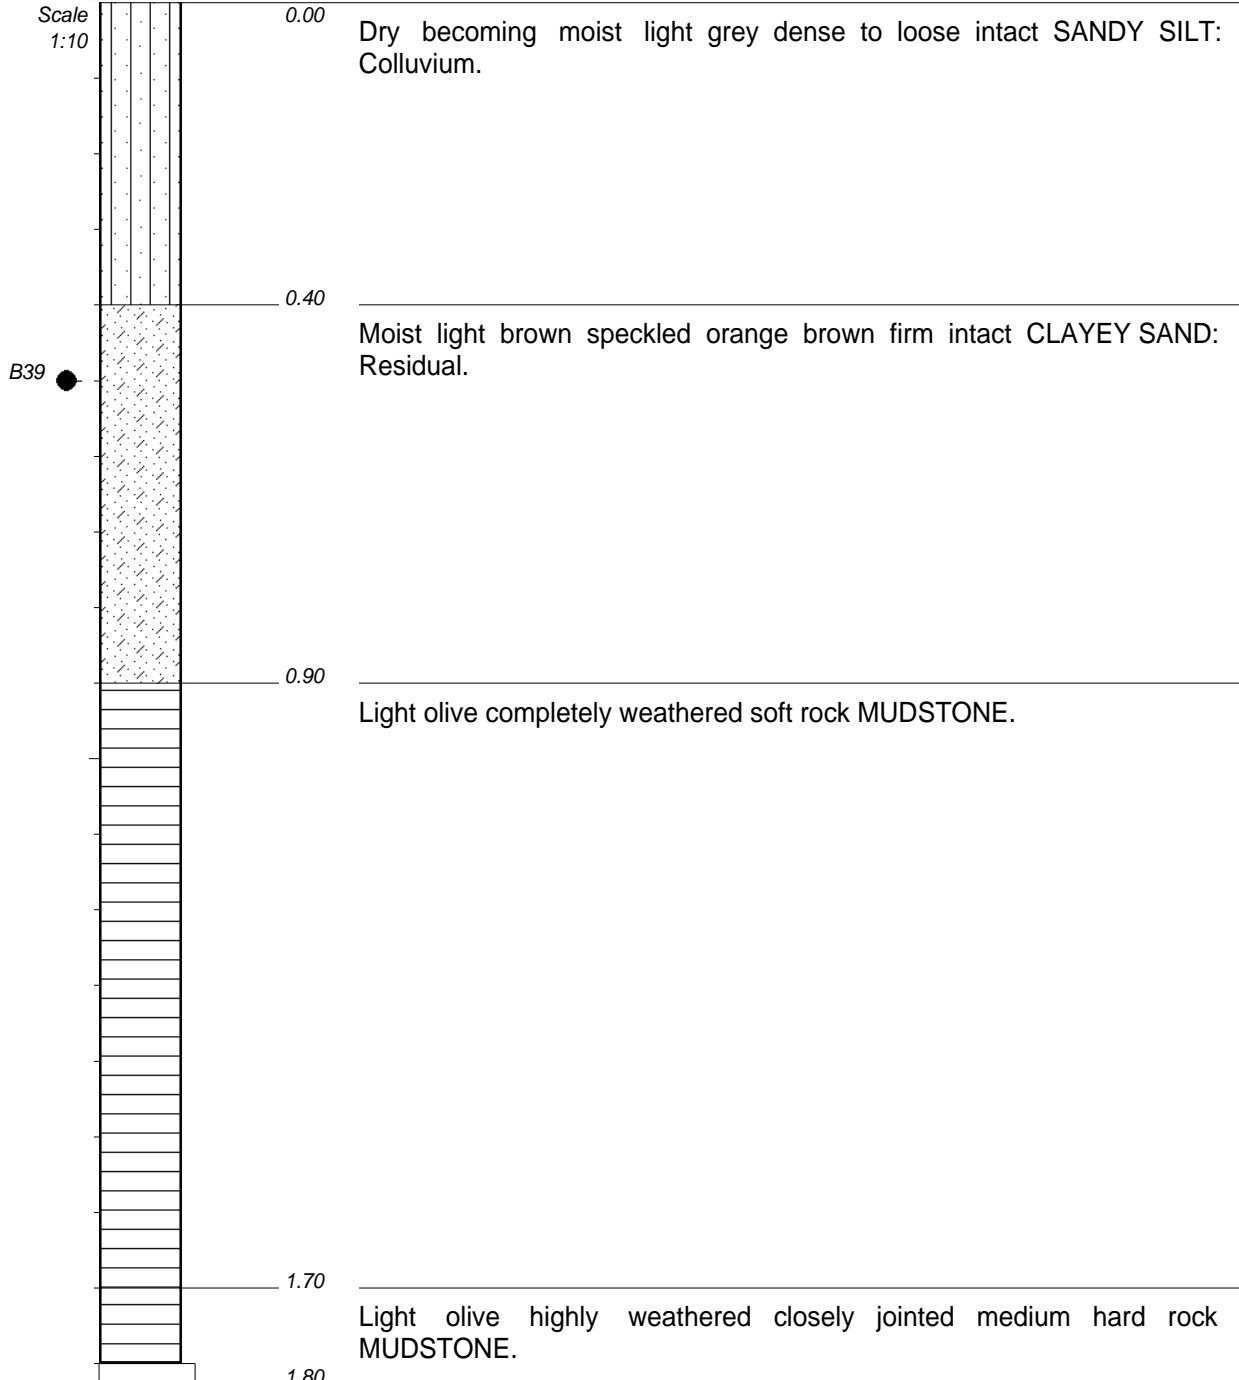 Scale
1:10
0.00
Dry becoming moist light grey dense to loose intact SANDY SILT:
Colluvium.
0.40
Moist light brown speckled orange brown firm intact CLAYEY SAND:
Residual.
B39
0.90
Light olive completely weathered soft rock MUDSTONE.
1.70
Light olive highly weathered closely jointed medium hard rock
MUDSTONE.
1.80